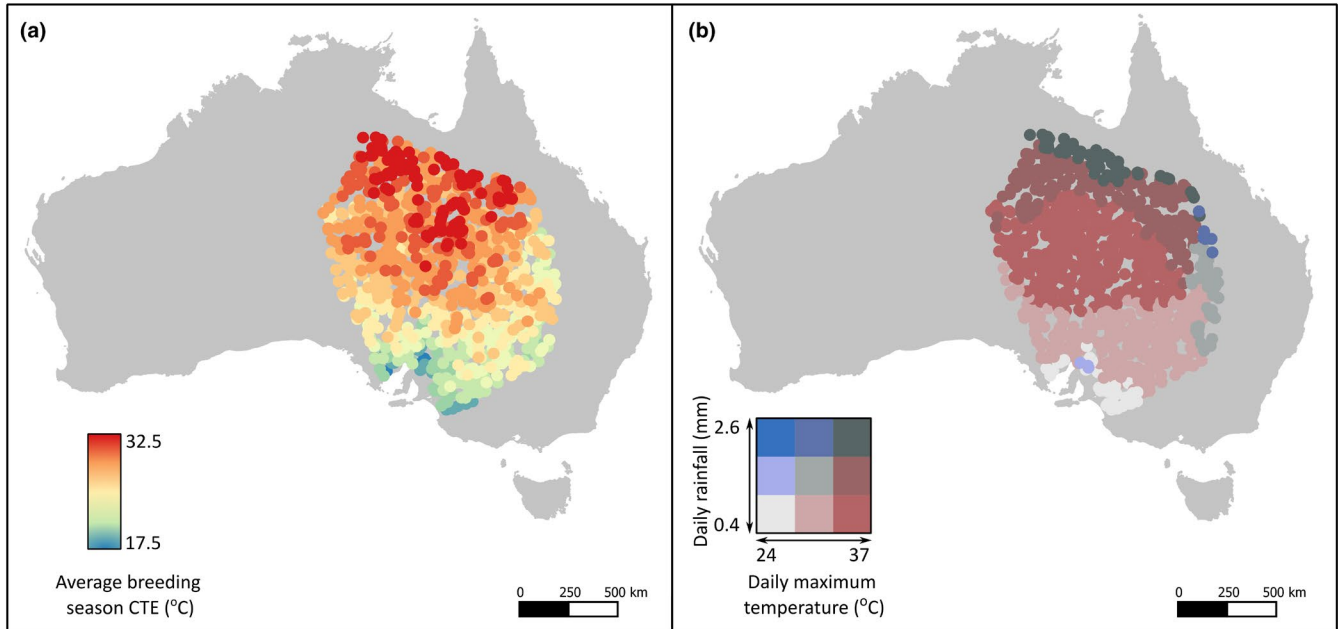 (a)
32.5
17.5
Average breeding
season CTE (°C)
0 250 500 km
(b)
Daily rainfall (mm)
2.6
0.4
24 37
Daily maximum
temperature (°C)
0 250 500 km